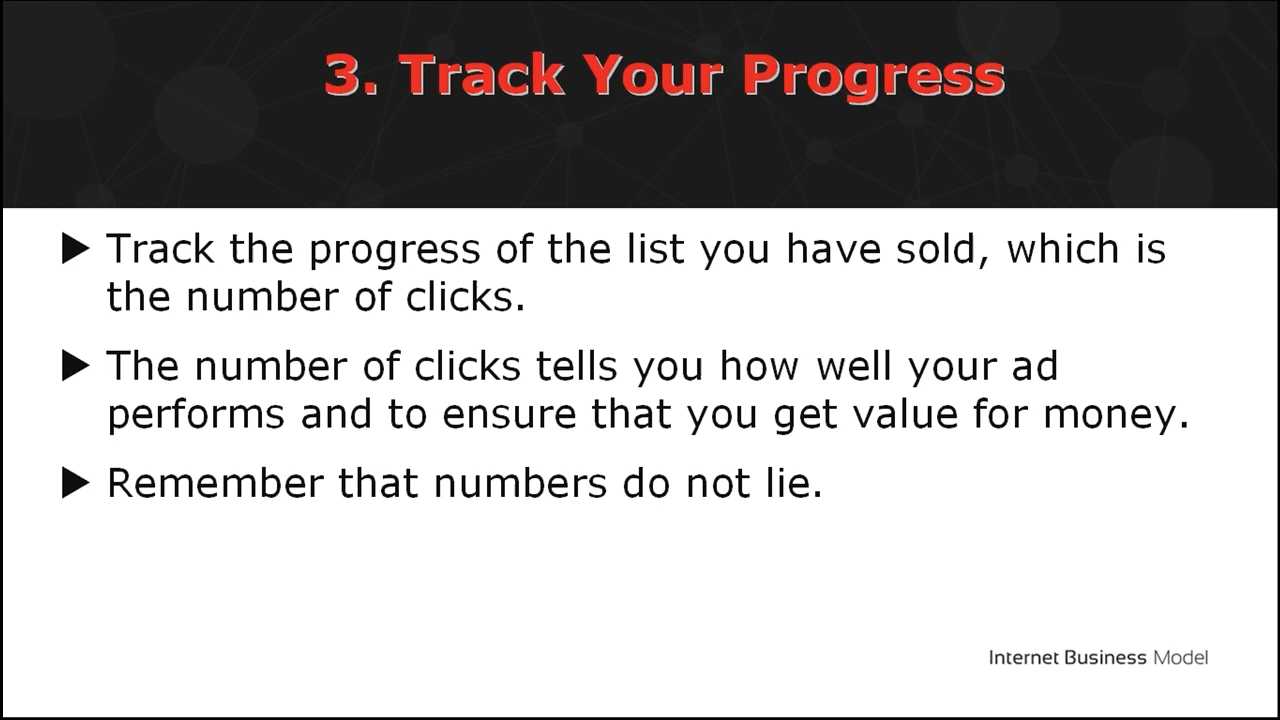 3. Track Your Progress
▶ Track the progress of the list you have sold, which is
the number of clicks.
▶ The number of clicks tells you how well your ad
performs and to ensure that you get value for money.
▶ Remember that numbers do not lie.
Internet Business Model